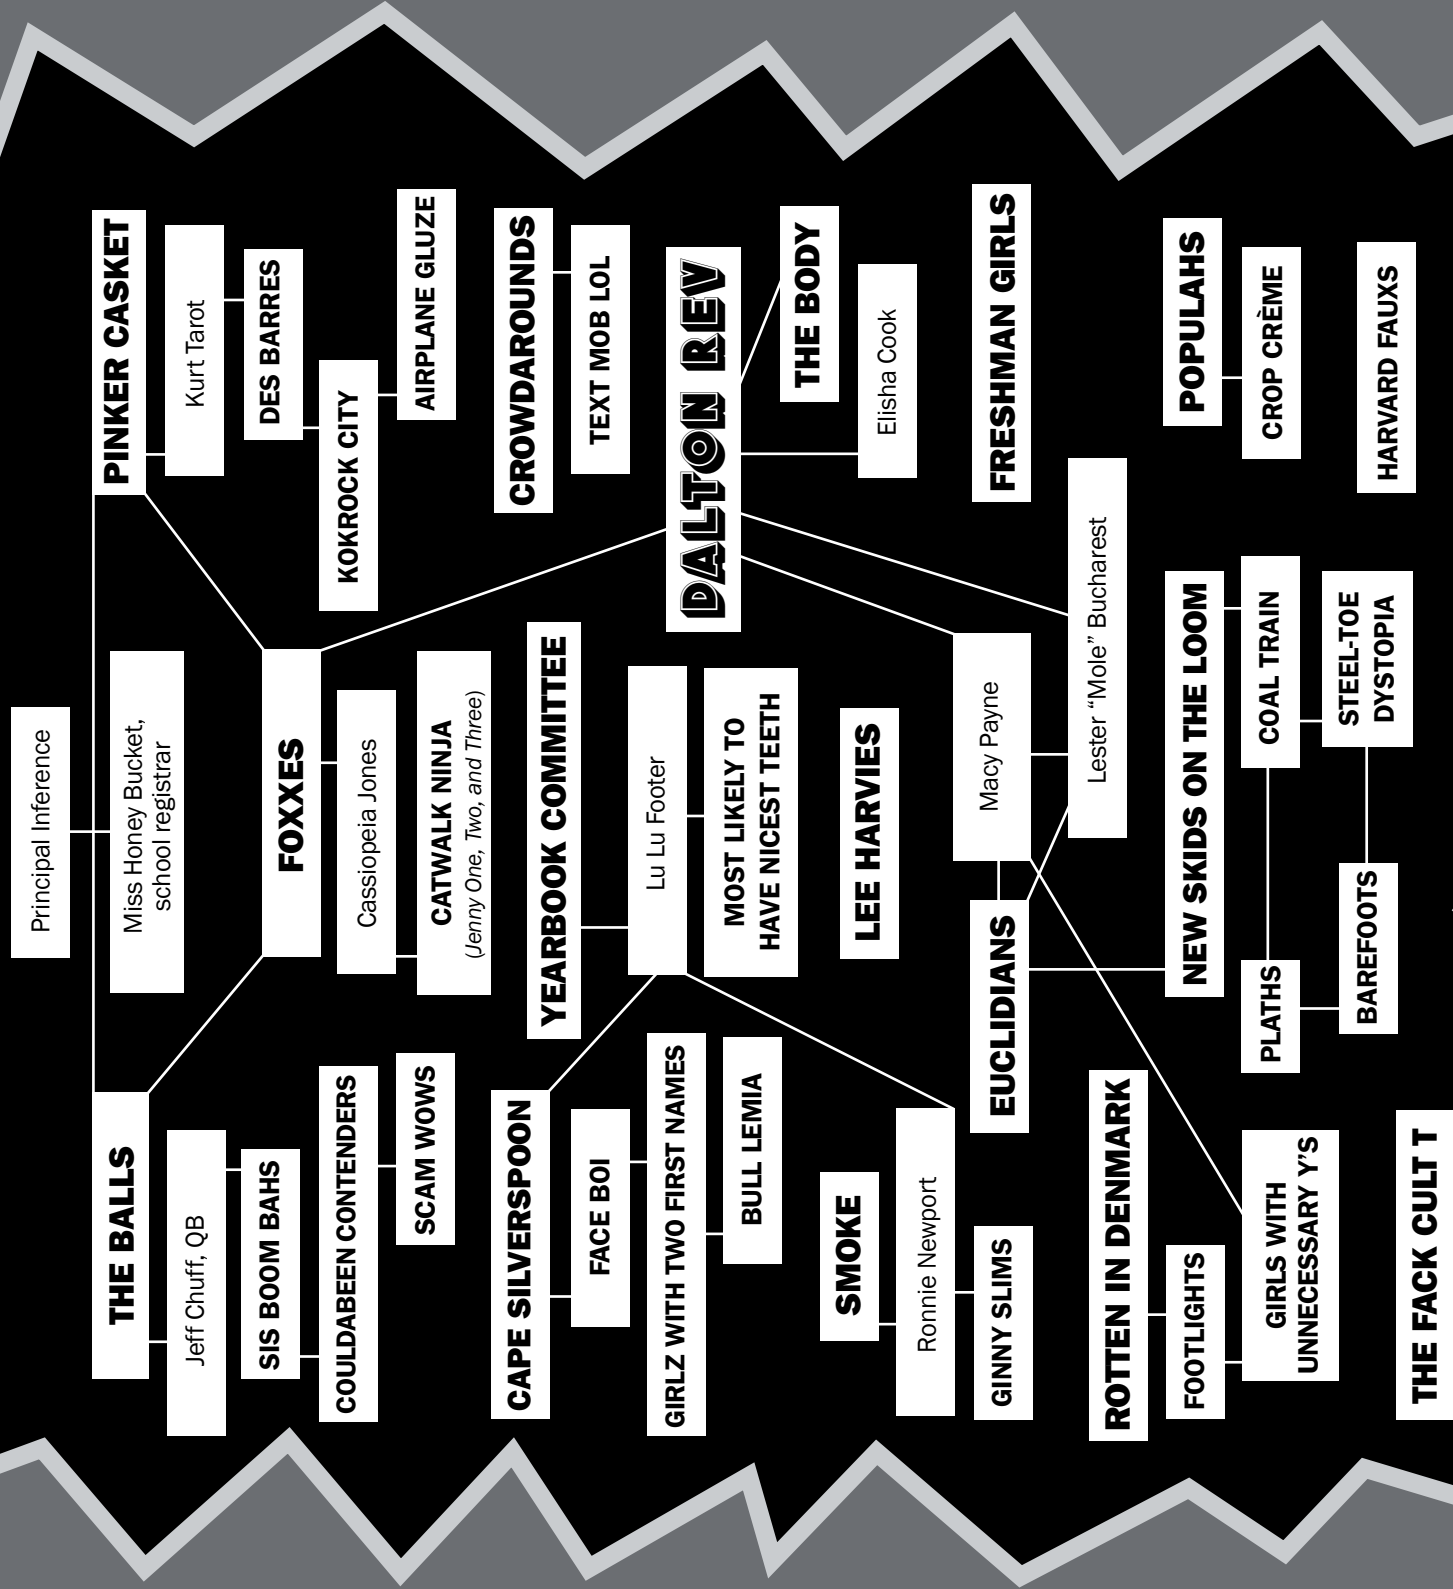 Principal Inference
Miss Honey Bucket,
school registrar
THE BALLS
Jeff Chuff, QB
SIS BOOM BAHS
COULDABEEN CONTENDERS
SCAM WOWS
FOXXES
Cassiopeia Jones
CATWALK NINJA
(Jenny One, Two, and Three)
PINKER CASKET
Kurt Tarot
DES BARRES
KOKROCK CITY
AIRPLANE GLUZE
CAPE SILVERSPOON
FACE BOI
GIRLZ WITH TWO FIRST NAMES
BULL LEMIA
YEARBOOK COMMITTEE
Lu Lu Footer
MOST LIKELY TO
HAVE NICEST TEETH
CROWDAROUNDS
TEXT MOB LOL
DALTON REV
THE BODY
Elisha Cook
SMOKE
Ronnie Newport
GINNY SLIMS
LEE HARVIES
Macy Payne
Lester “Mole” Bucharest
EUCLIDIANS
FRESHMAN GIRLS
ROTTEN IN DENMARK
FOOTLIGHTS
GIRLS WITH
UNNECESSARY Y’S
NEW SKIDS ON THE LOOM
COAL TRAIN
STEEL-TOE
DYSTOPIA
PLATHS
BAREFOOTS
POPULAHS
CROP CRÈME
HARVARD FAUXS
THE FACK CULT T